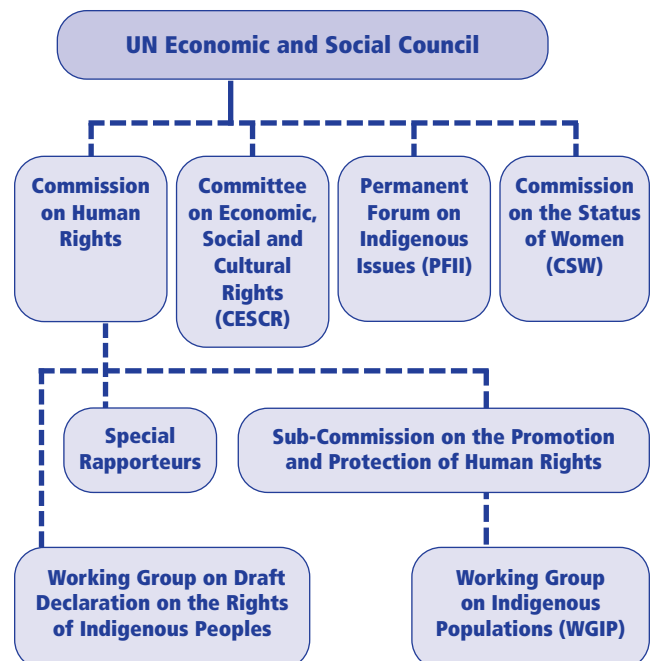 UN Economic and Social Council
Commission
on Human
Rights
Committee
on Economic,
Social and
Cultural
Rights
(CESCR)
Permanent
Forum on
Indigenous
Issues (PFII)
Commission
on the Status
of Women
(CSW)
Special
Rapporteurs
Sub-Commission on the Promotion
and Protection of Human Rights
Working Group on Draft
Declaration on the Rights
of Indigenous Peoples
Working Group
on Indigenous
Populations (WGIP)